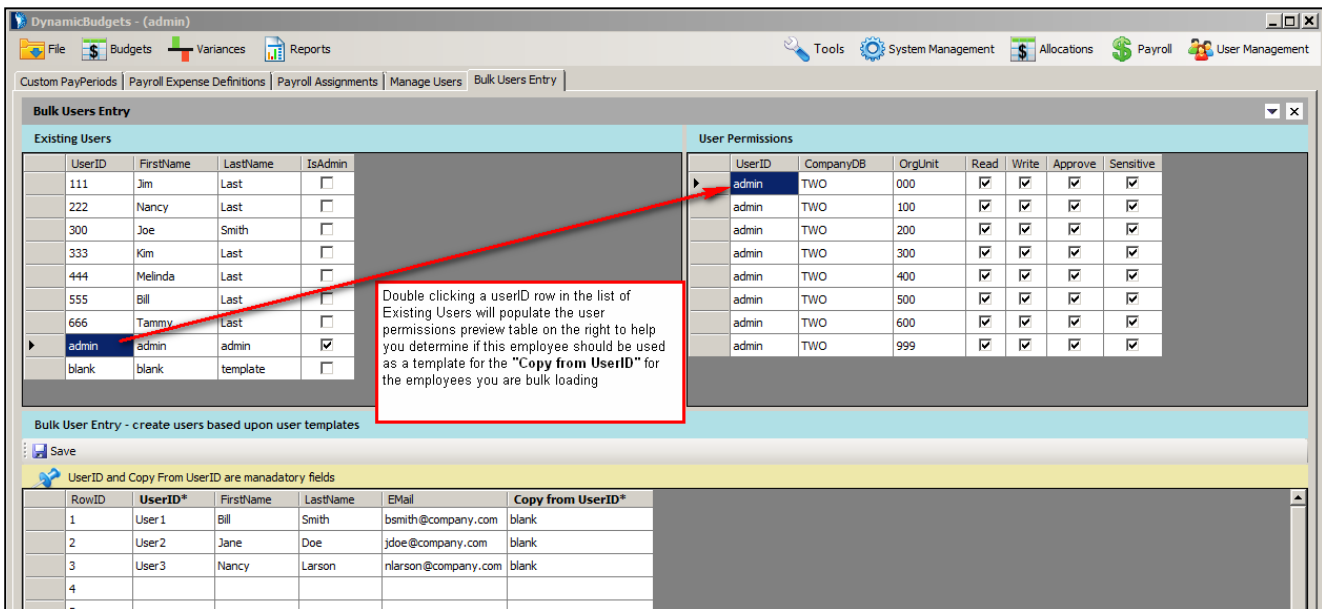 DynamicBudgets - (admin)
File Budgets Variances Reports Tools System Management Allocations Payroll User Management
Custom PayPeriods Payroll Expense Definitions Payroll Assignments Manage Users Bulk Users Entry
Bulk Users Entry
Existing Users
UserID FirstName LastName IsAdmin
111 Jim Last
222 Nancy Last
300 Joe Smith
333 Kim Last
444 Melinda Last
555 Bill Last
666 Tammy Last
admin admin admin
blank blank template
User Permissions
UserID CompanyDB OrgUnit Read Write Approve Sensitive
admin TWO 000
admin TWO 100
admin TWO 200
admin TWO 300
admin TWO 400
admin TWO 500
admin TWO 600
admin TWO 999
Double clicking a userID row in the list of
Existing Users will populate the user
permissions preview table on the right to help
you determine if this employee should be used
as a template for the "Copy from UserID" for
the employees you are bulk loading
Bulk User Entry - create users based upon user templates
Save
UserID and Copy From UserID are manadatory fields
RowID UserID* FirstName LastName EMail Copy from UserID*
1 User1 Bill Smith bsmith@company.com blank
2 User2 Jane Doe jdoe@company.com blank
3 User3 Nancy Larson nlarson@company.com blank
4